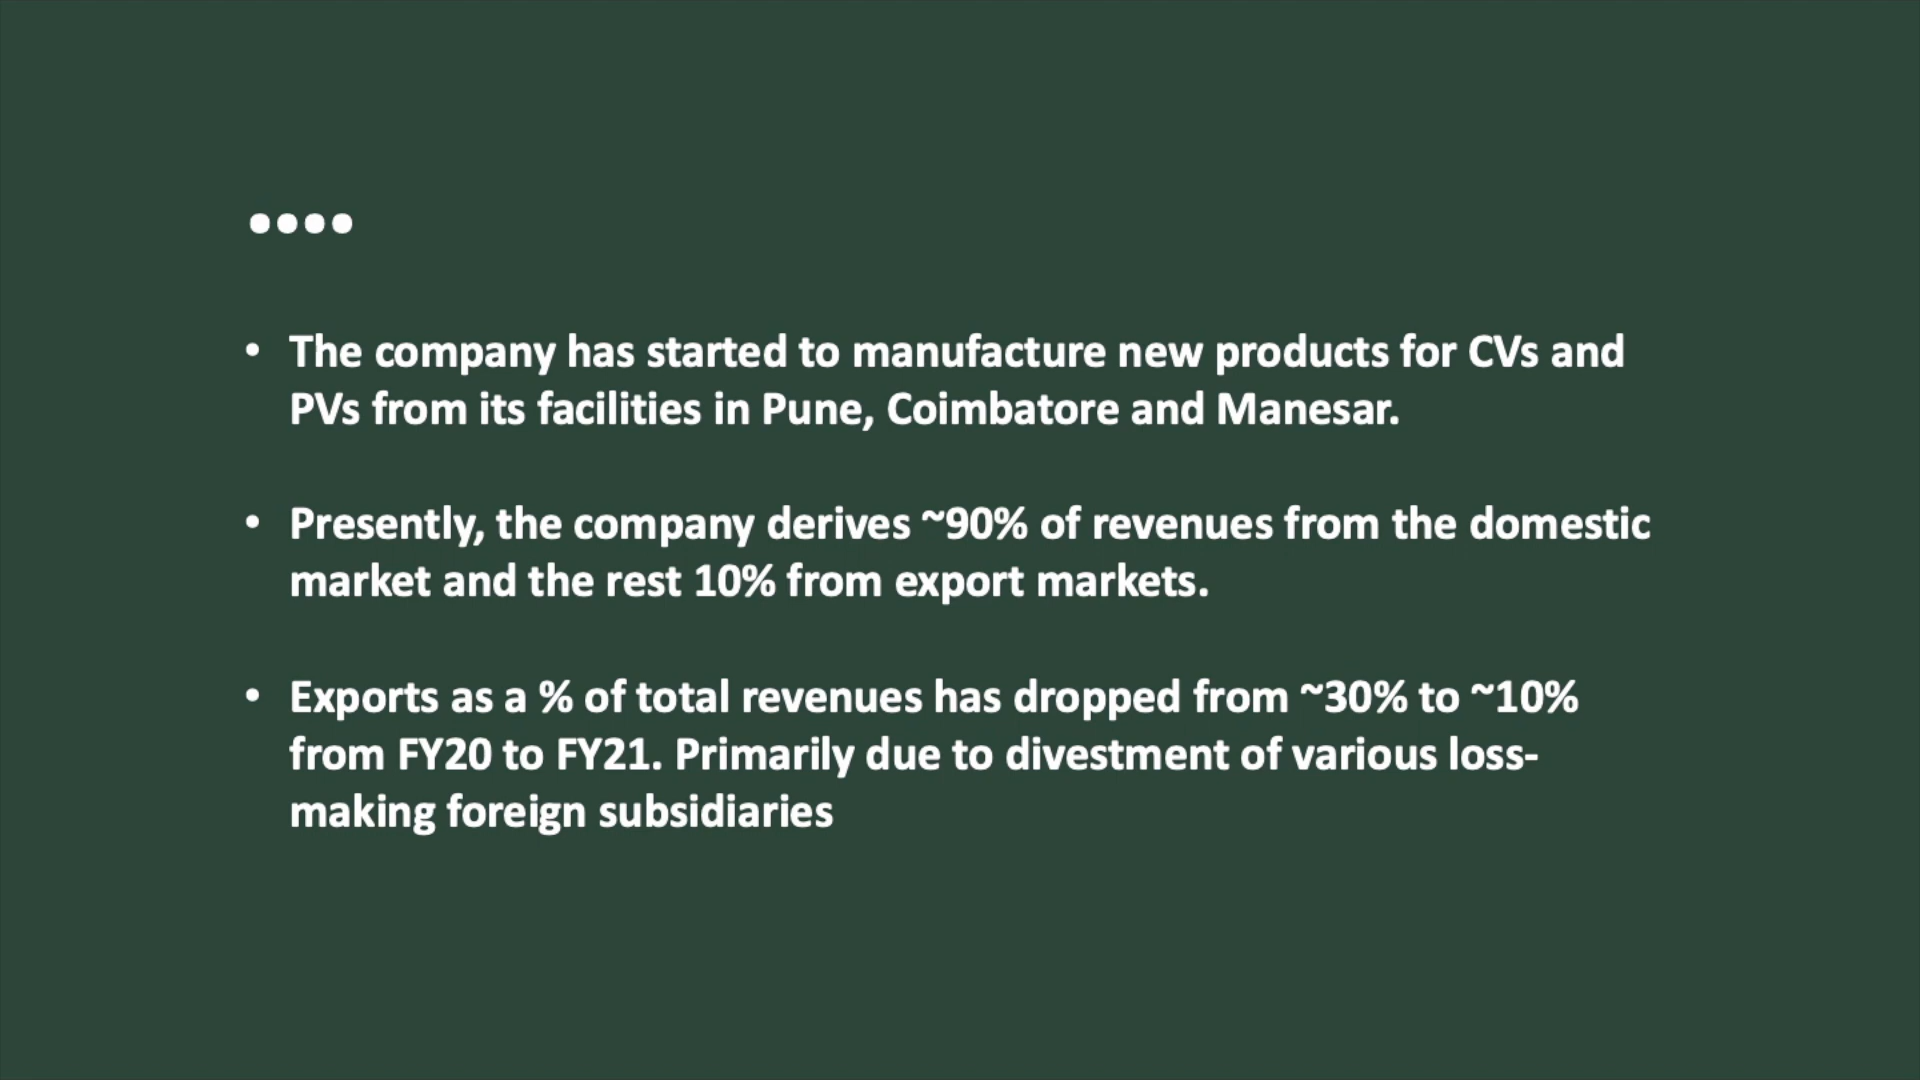 ....
• The company has started to manufacture new products for CVs and
PVs from its facilities in Pune, Coimbatore and Manesar.
• Presently, the company derives ~90% of revenues from the domestic
market and the rest 10% from export markets.
• Exports as a % of total revenues has dropped from ~30% to ~10%
from FY20 to FY21. Primarily due to divestment of various loss-
making foreign subsidiaries